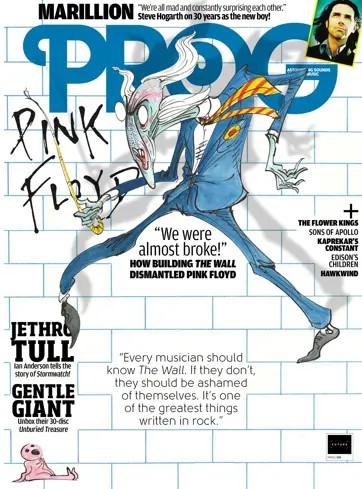 MARILLION
"We're all mad and constantly surprising each other."
Steve Hogarth on 30 years as the new boy!
PROG
PINK
FLOYD
"We were
almost broke!"
HOW BUILDING THE WALL
DISMANTLED PINK FLOYD
+
THE FLOWER KINGS
SONS OF APOLLO
KAPREKAR'S
CONSTANT
EDISON'S
CHILDREN
HAWKWIND
JETHRO
TULL
Ian Anderson tells the
story of Stormwatch!
GENTLE
GIANT
Unbox their 30-disc
Unburied Treasure
"Every musician should
know The Wall. If they don't,
they should be ashamed
of themselves. It's one
of the greatest things
written in rock."
FUTURE